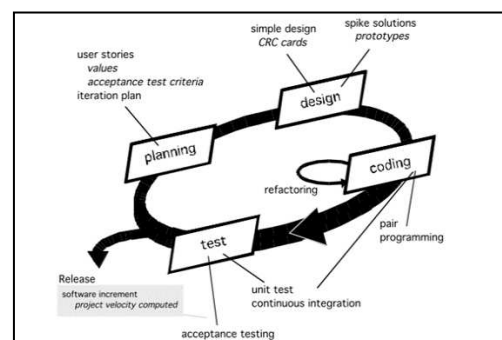 simple design
CRC cards
spike solutions
prototypes
user stories
values
acceptance test criteria
iteration plan
design
planning
coding
refactoring
test
pair
programming
Release
software increment
project velocity computed
unit test
continuous integration
acceptance testing